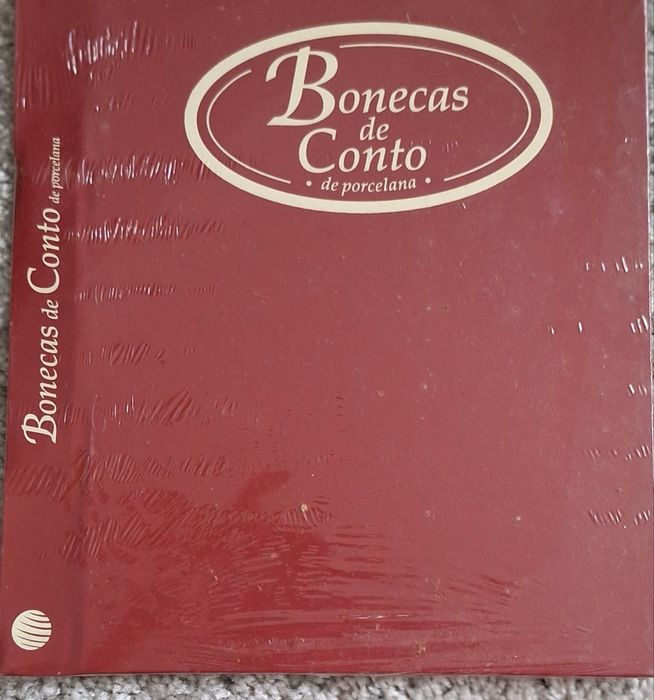 Bonecas
de
Conto
• de porcelana •
Bonecas de Conto de porcelana